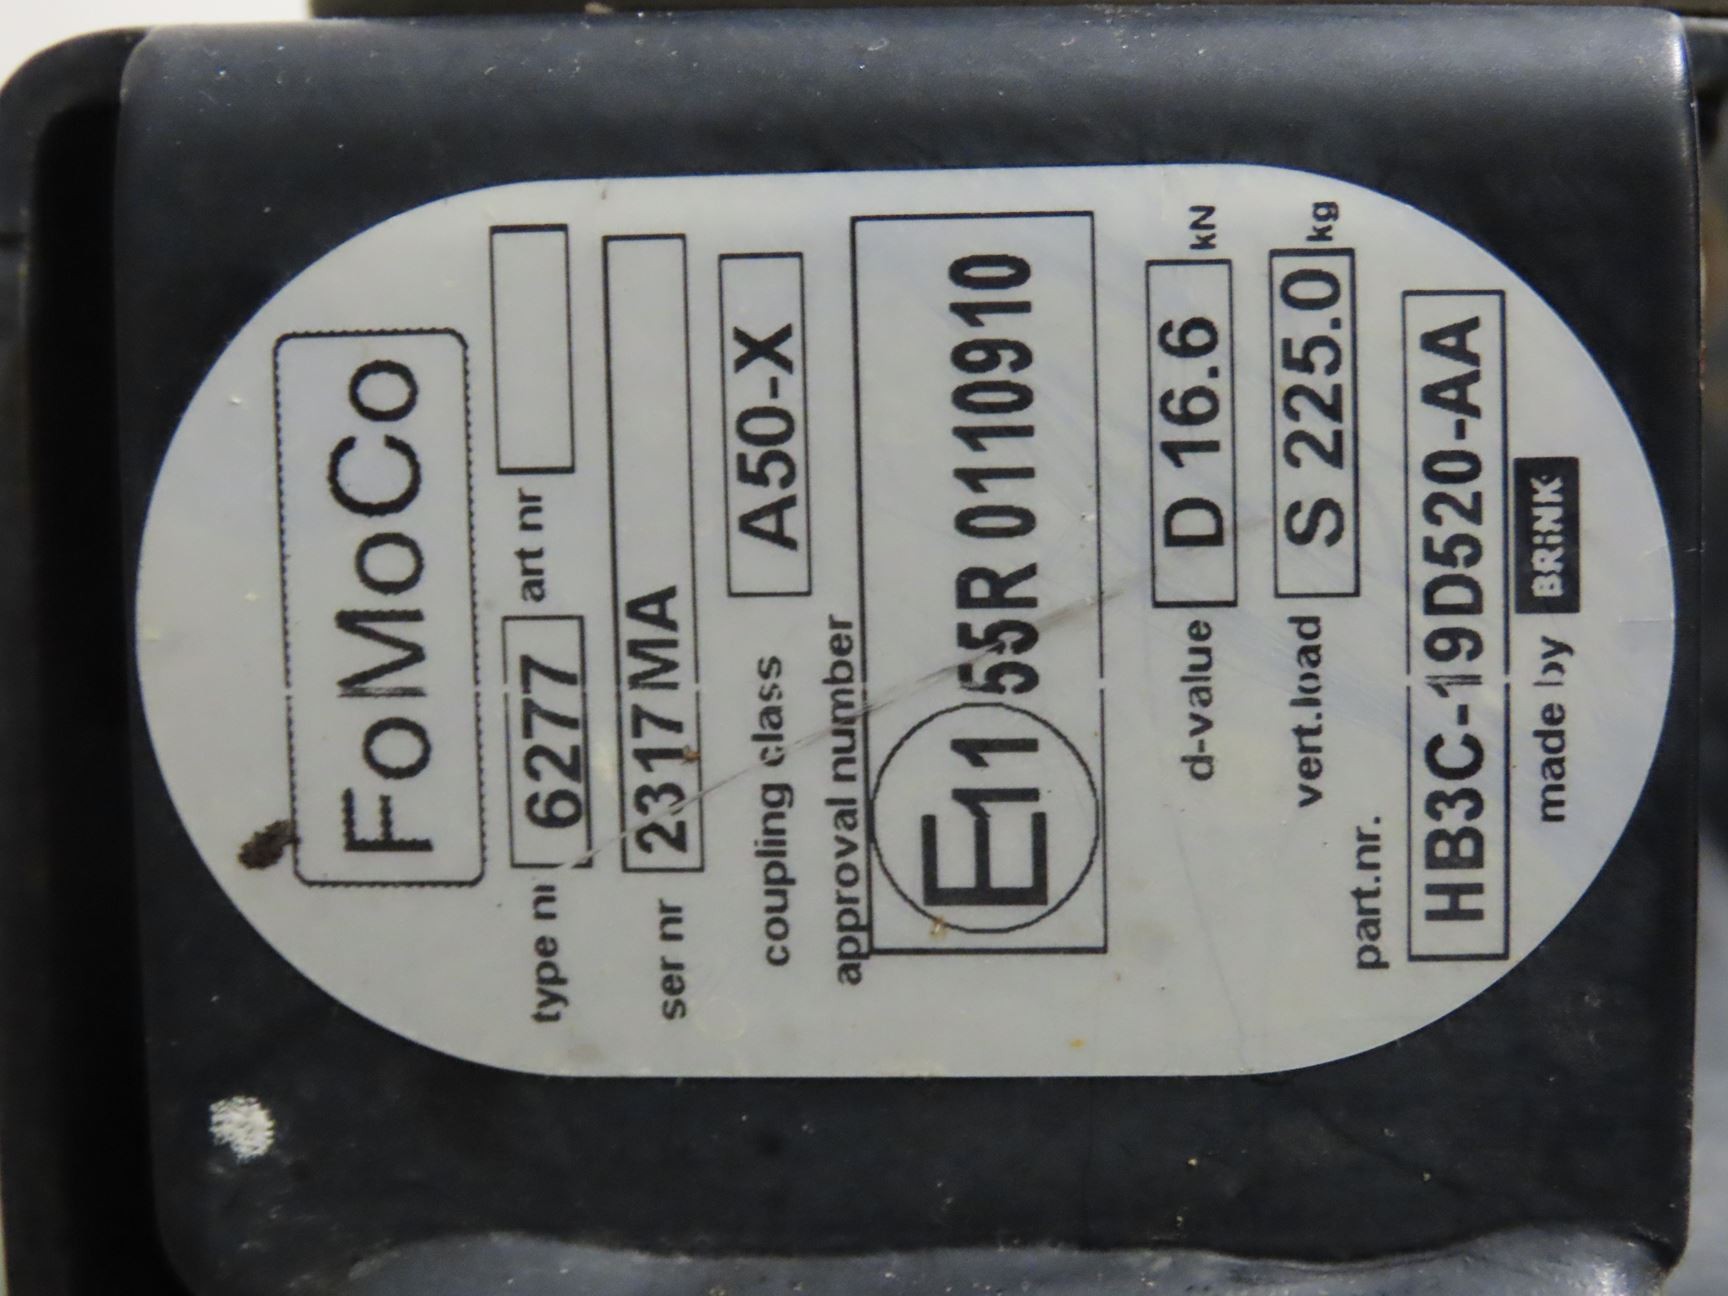 FoMoCo
type nr 6277 art nr
ser nr 2317MA
coupling class A50-X
approval number
E11 55R 0110910
d-value D 16.6 kN
vert.load S 225.0 kg
part.nr.
HB3C-19D520-AA
made by BRINK